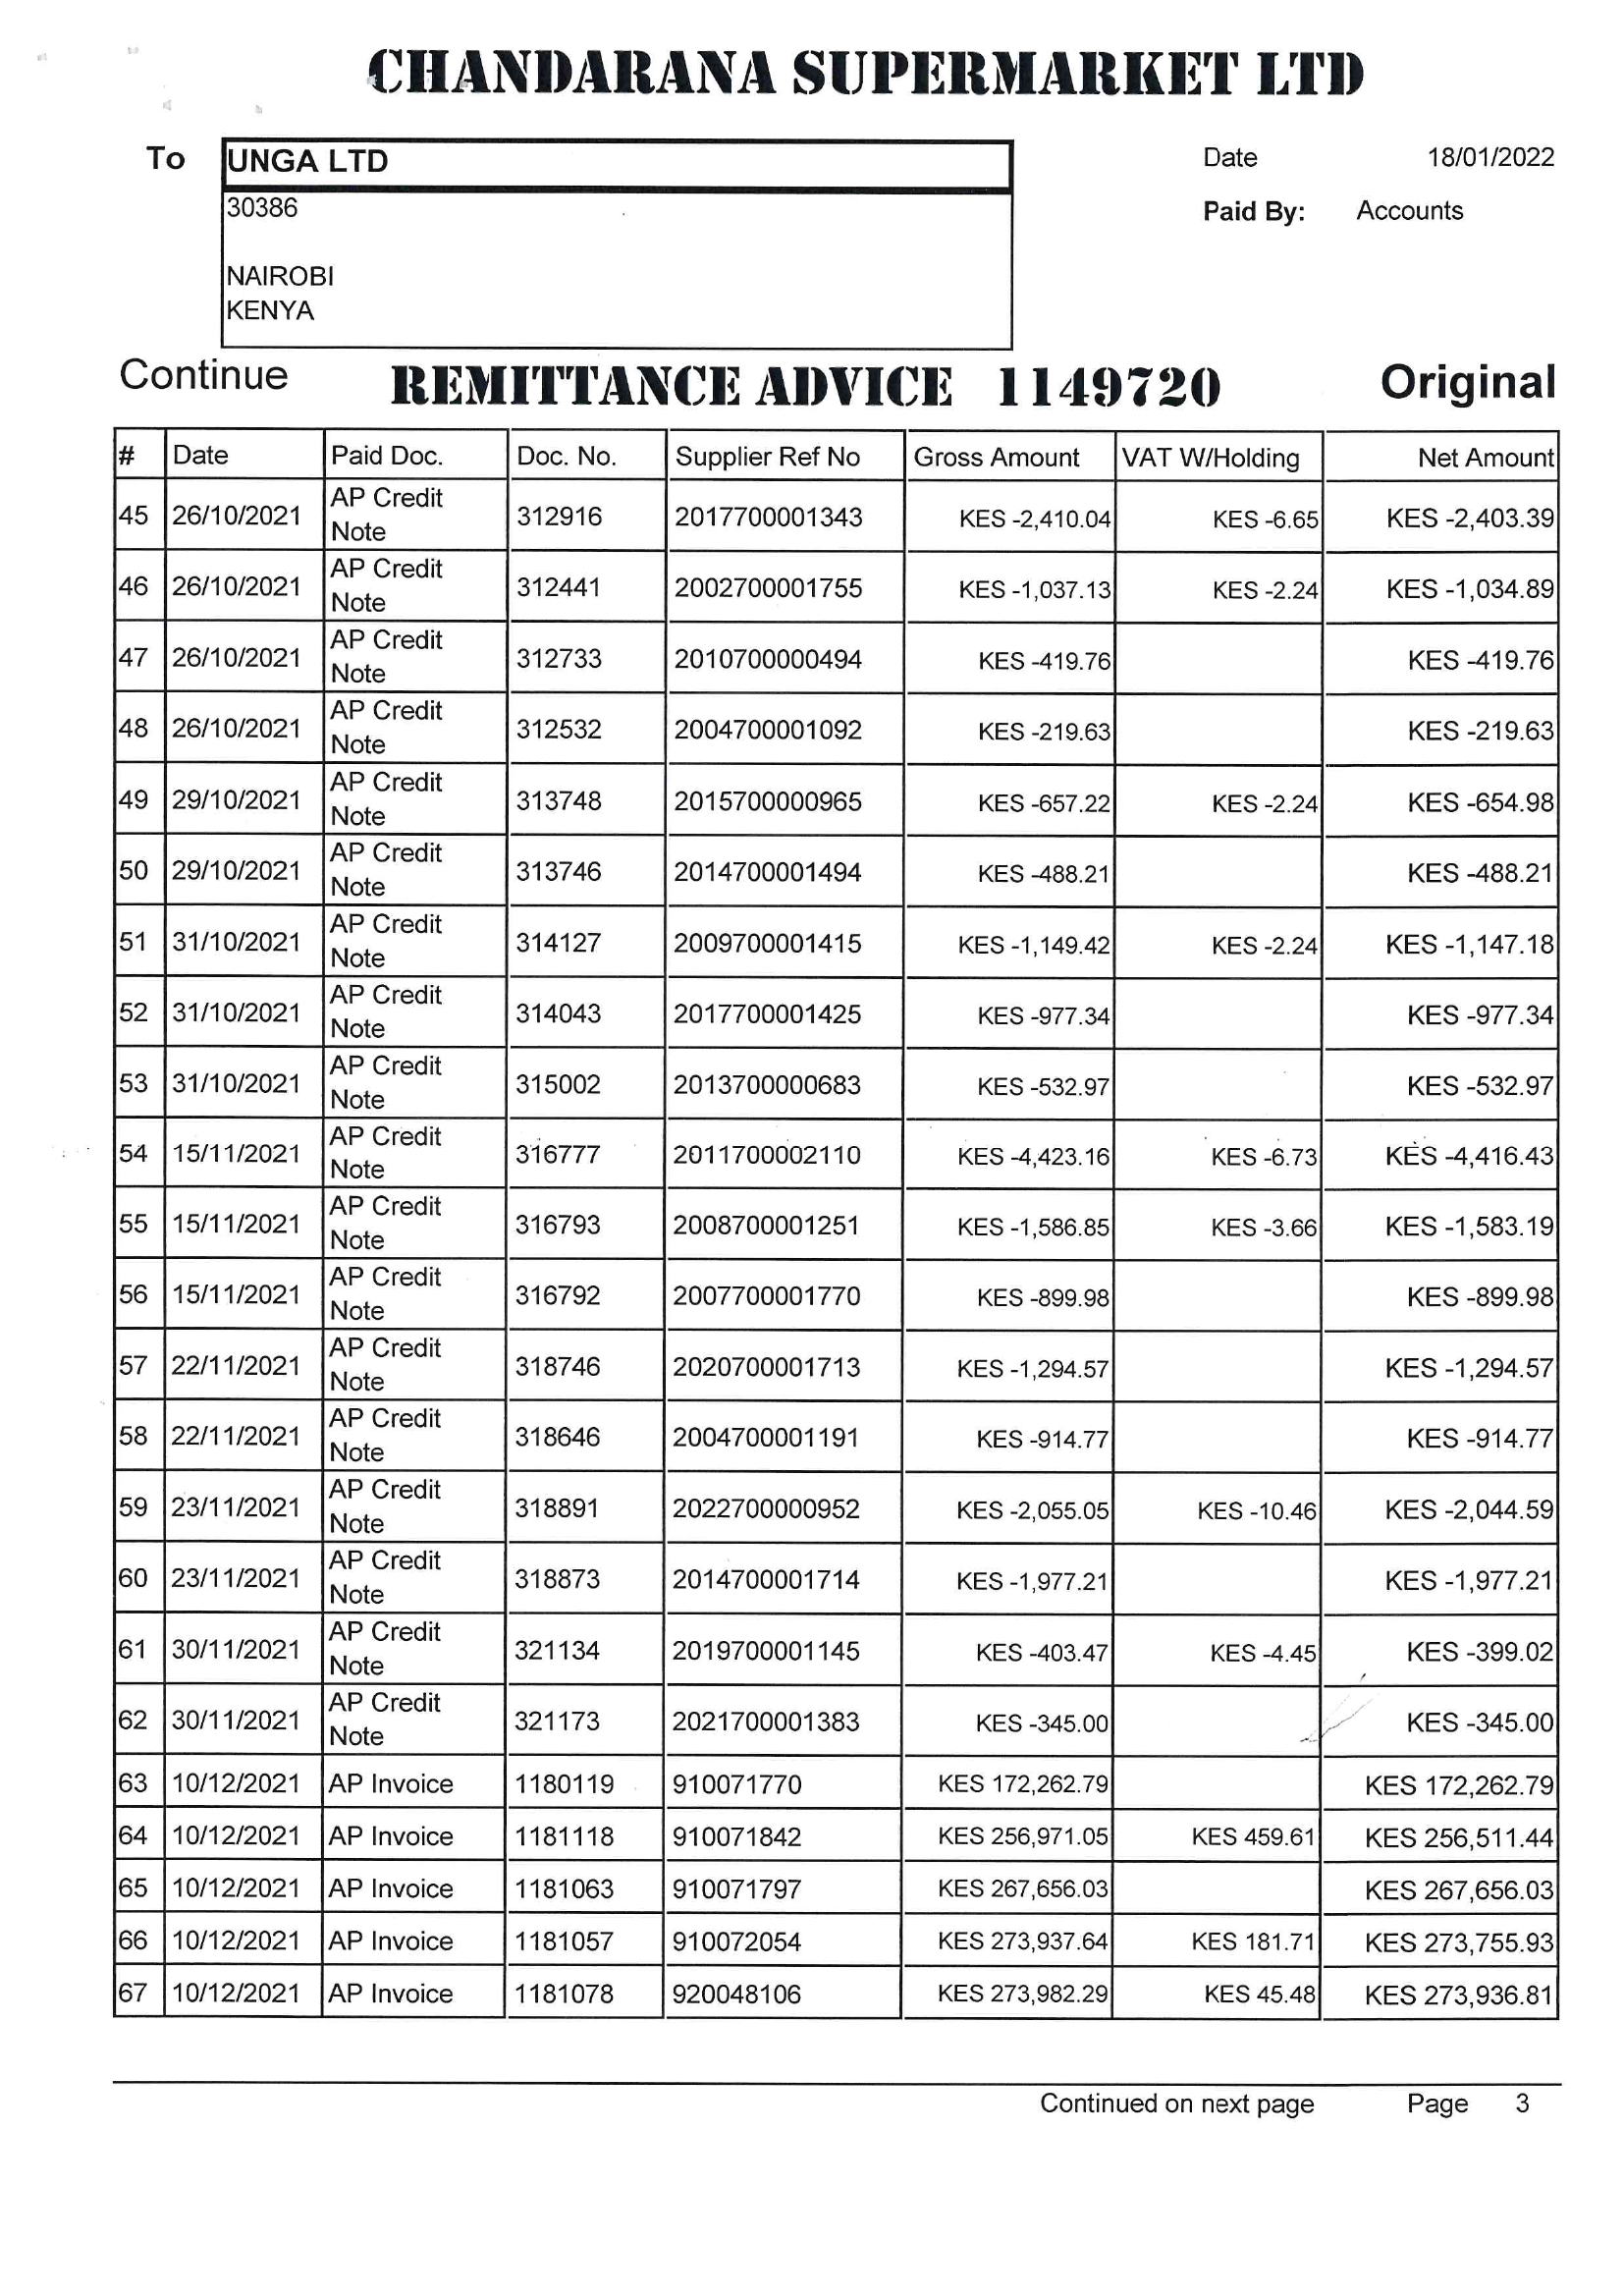 CHANDARANA SUPERMARKET LTD
To UNGA LTD Date 18/01/2022
30386 Paid By: Accounts
NAIROBI
KENYA
Continue REMITTANCE ADVICE 1149720 Original
# Date Paid Doc. Doc. No. Supplier Ref No Gross Amount VAT W/Holding Net Amount
45 26/10/2021 AP Credit Note 312916 2017700001343 KES -2,410.04 KES -6.65 KES -2,403.39
46 26/10/2021 AP Credit Note 312441 2002700001755 KES -1,037.13 KES -2.24 KES -1,034.89
47 26/10/2021 AP Credit Note 312733 2010700000494 KES -419.76 KES -419.76
48 26/10/2021 AP Credit Note 312532 2004700001092 KES -219.63 KES -219.63
49 29/10/2021 AP Credit Note 313748 2015700000965 KES -657.22 KES -2.24 KES -654.98
50 29/10/2021 AP Credit Note 313746 2014700001494 KES -488.21 KES -488.21
51 31/10/2021 AP Credit Note 314127 2009700001415 KES -1,149.42 KES -2.24 KES -1,147.18
52 31/10/2021 AP Credit Note 314043 2017700001425 KES -977.34 KES -977.34
53 31/10/2021 AP Credit Note 315002 2013700000683 KES -532.97 KES -532.97
54 15/11/2021 AP Credit Note 316777 2011700002110 KES -4,423.16 KES -6.73 KES -4,416.43
55 15/11/2021 AP Credit Note 316793 2008700001251 KES -1,586.85 KES -3.66 KES -1,583.19
56 15/11/2021 AP Credit Note 316792 2007700001770 KES -899.98 KES -899.98
57 22/11/2021 AP Credit Note 318746 2020700001713 KES -1,294.57 KES -1,294.57
58 22/11/2021 AP Credit Note 318646 2004700001191 KES -914.77 KES -914.77
59 23/11/2021 AP Credit Note 318891 2022700000952 KES -2,055.05 KES -10.46 KES -2,044.59
60 23/11/2021 AP Credit Note 318873 2014700001714 KES -1,977.21 KES -1,977.21
61 30/11/2021 AP Credit Note 321134 2019700001145 KES -403.47 KES -4.45 KES -399.02
62 30/11/2021 AP Credit Note 321173 2021700001383 KES -345.00 KES -345.00
63 10/12/2021 AP Invoice 1180119 910071770 KES 172,262.79 KES 172,262.79
64 10/12/2021 AP Invoice 1181118 910071842 KES 256,971.05 KES 459.61 KES 256,511.44
65 10/12/2021 AP Invoice 1181063 910071797 KES 267,656.03 KES 267,656.03
66 10/12/2021 AP Invoice 1181057 910072054 KES 273,937.64 KES 181.71 KES 273,755.93
67 10/12/2021 AP Invoice 1181078 920048106 KES 273,982.29 KES 45.48 KES 273,936.81
Continued on next page Page 3